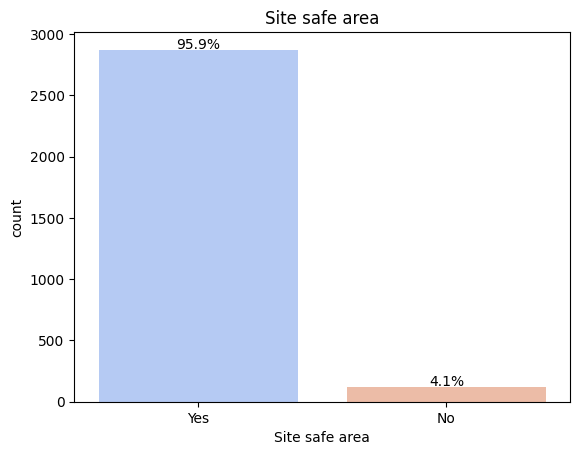 Site safe area
3000
2500
2000
1500
1000
500
0
count
95.9%
4.1%
Yes
No
Site safe area